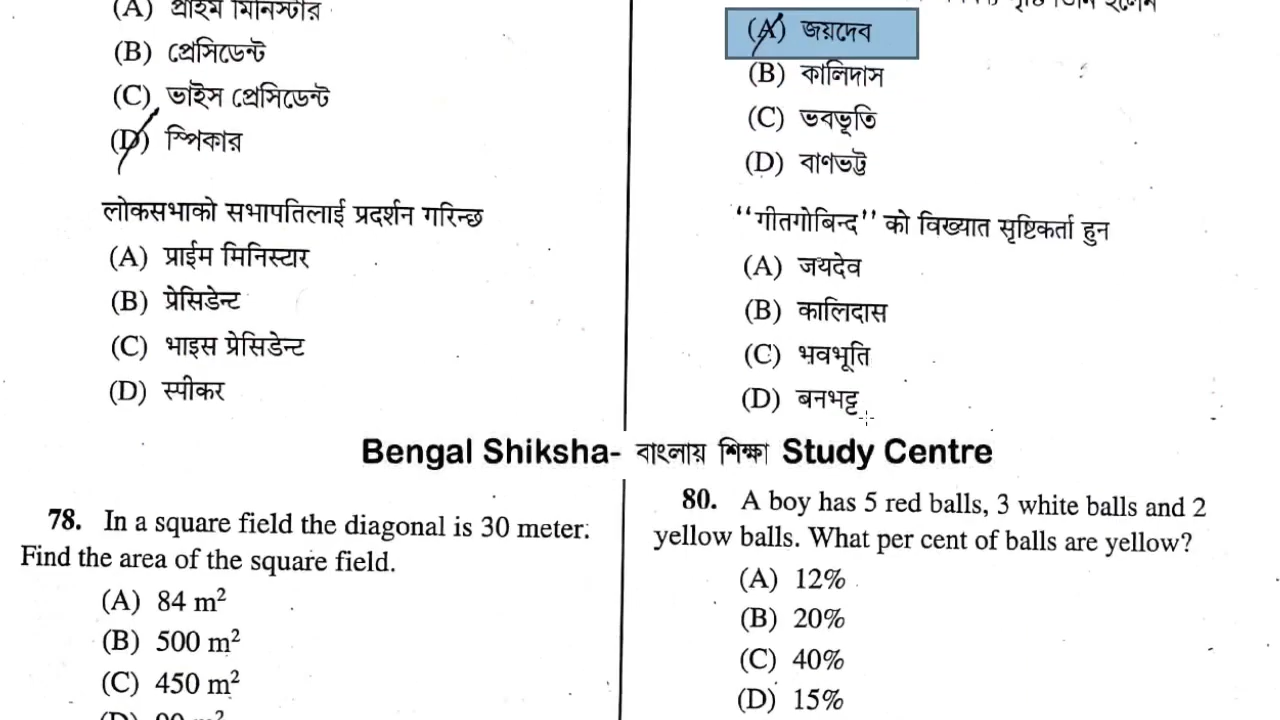 (A) প্রাইম মিনিস্টার
(B) প্রেসিডেন্ট
(C) ভাইস প্রেসিডেন্ট
(D) স্পিকার
लोकसभाको सभापतिलाई प्रदर्शन गरिन्छ
(A) प्राईम मिनिस्टार
(B) प्रेसिडेन्ट
(C) भाइस प्रेसिडेन्ट
(D) स्पीकर
(A) জয়দেব
(B) কালিদাস
(C) ভবভূতি
(D) বাণভট্ট
“गीतगोबिन्द” को विख्यात सृष्टिकर्ता हुन
(A) जयदेव
(B) कालिदास
(C) भवभूति
(D) बनभट्ट
Bengal Shiksha- বাংলায় শিক্ষা Study Centre
78. In a square field the diagonal is 30 meter.
Find the area of the square field.
(A) 84 m²
(B) 500 m²
(C) 450 m²
(D) 90 m²
80. A boy has 5 red balls, 3 white balls and 2
yellow balls. What per cent of balls are yellow?
(A) 12%
(B) 20%
(C) 40%
(D) 15%